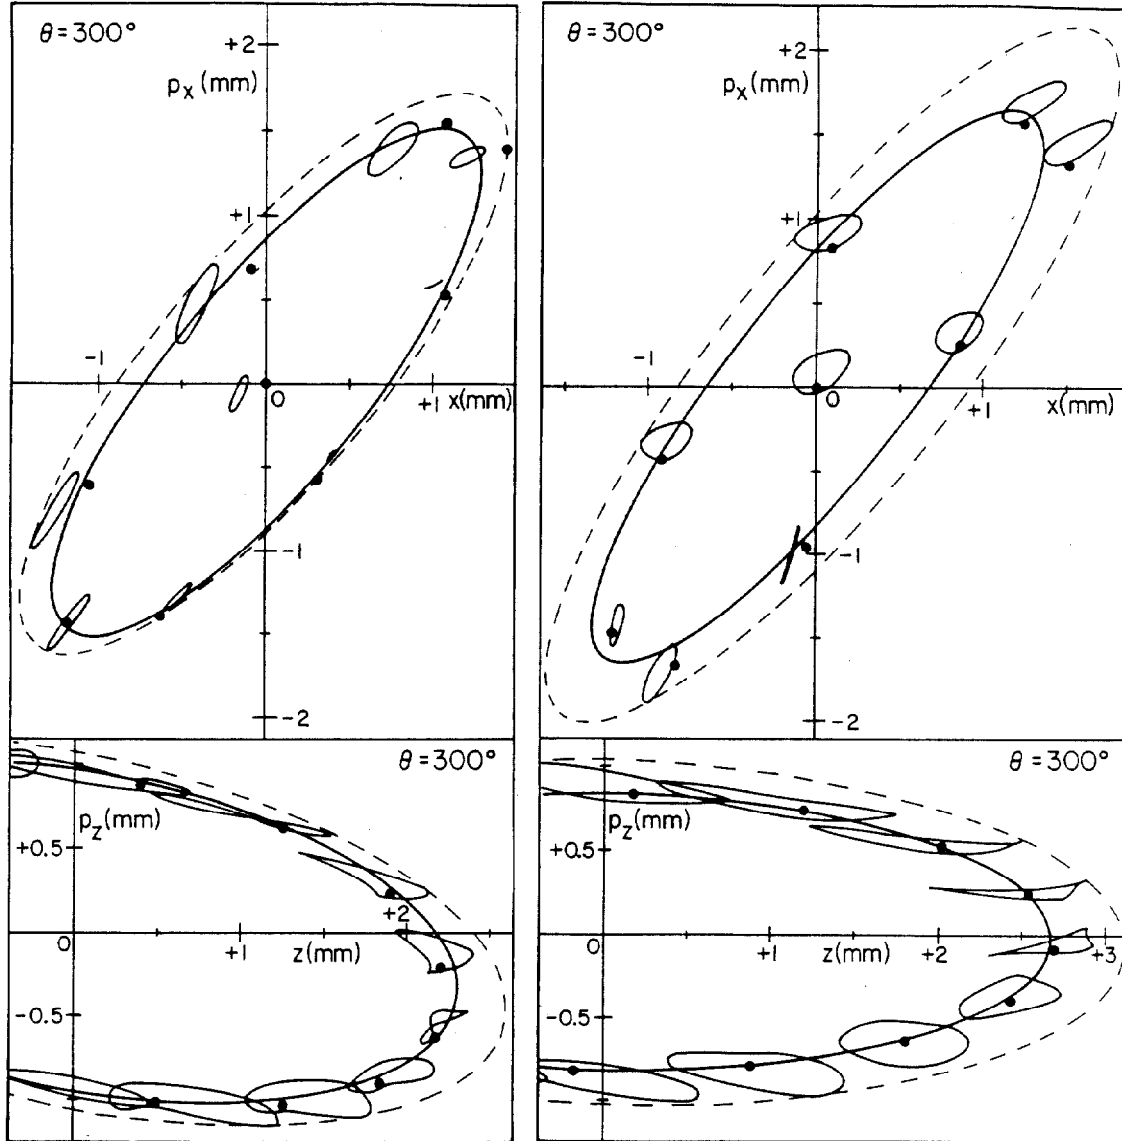 θ=300°
+2
pₓ(mm)
+1
-1
0
+1
x(mm)
-1
-2
θ=300°
+2
pₓ(mm)
+1
-1
0
+1
x(mm)
-1
-2
θ=300°
p_z(mm)
+0.5
+2
0
+1
z(mm)
-0.5
θ=300°
p_z(mm)
+0.5
0
+1
z(mm)
+2
+3
-0.5